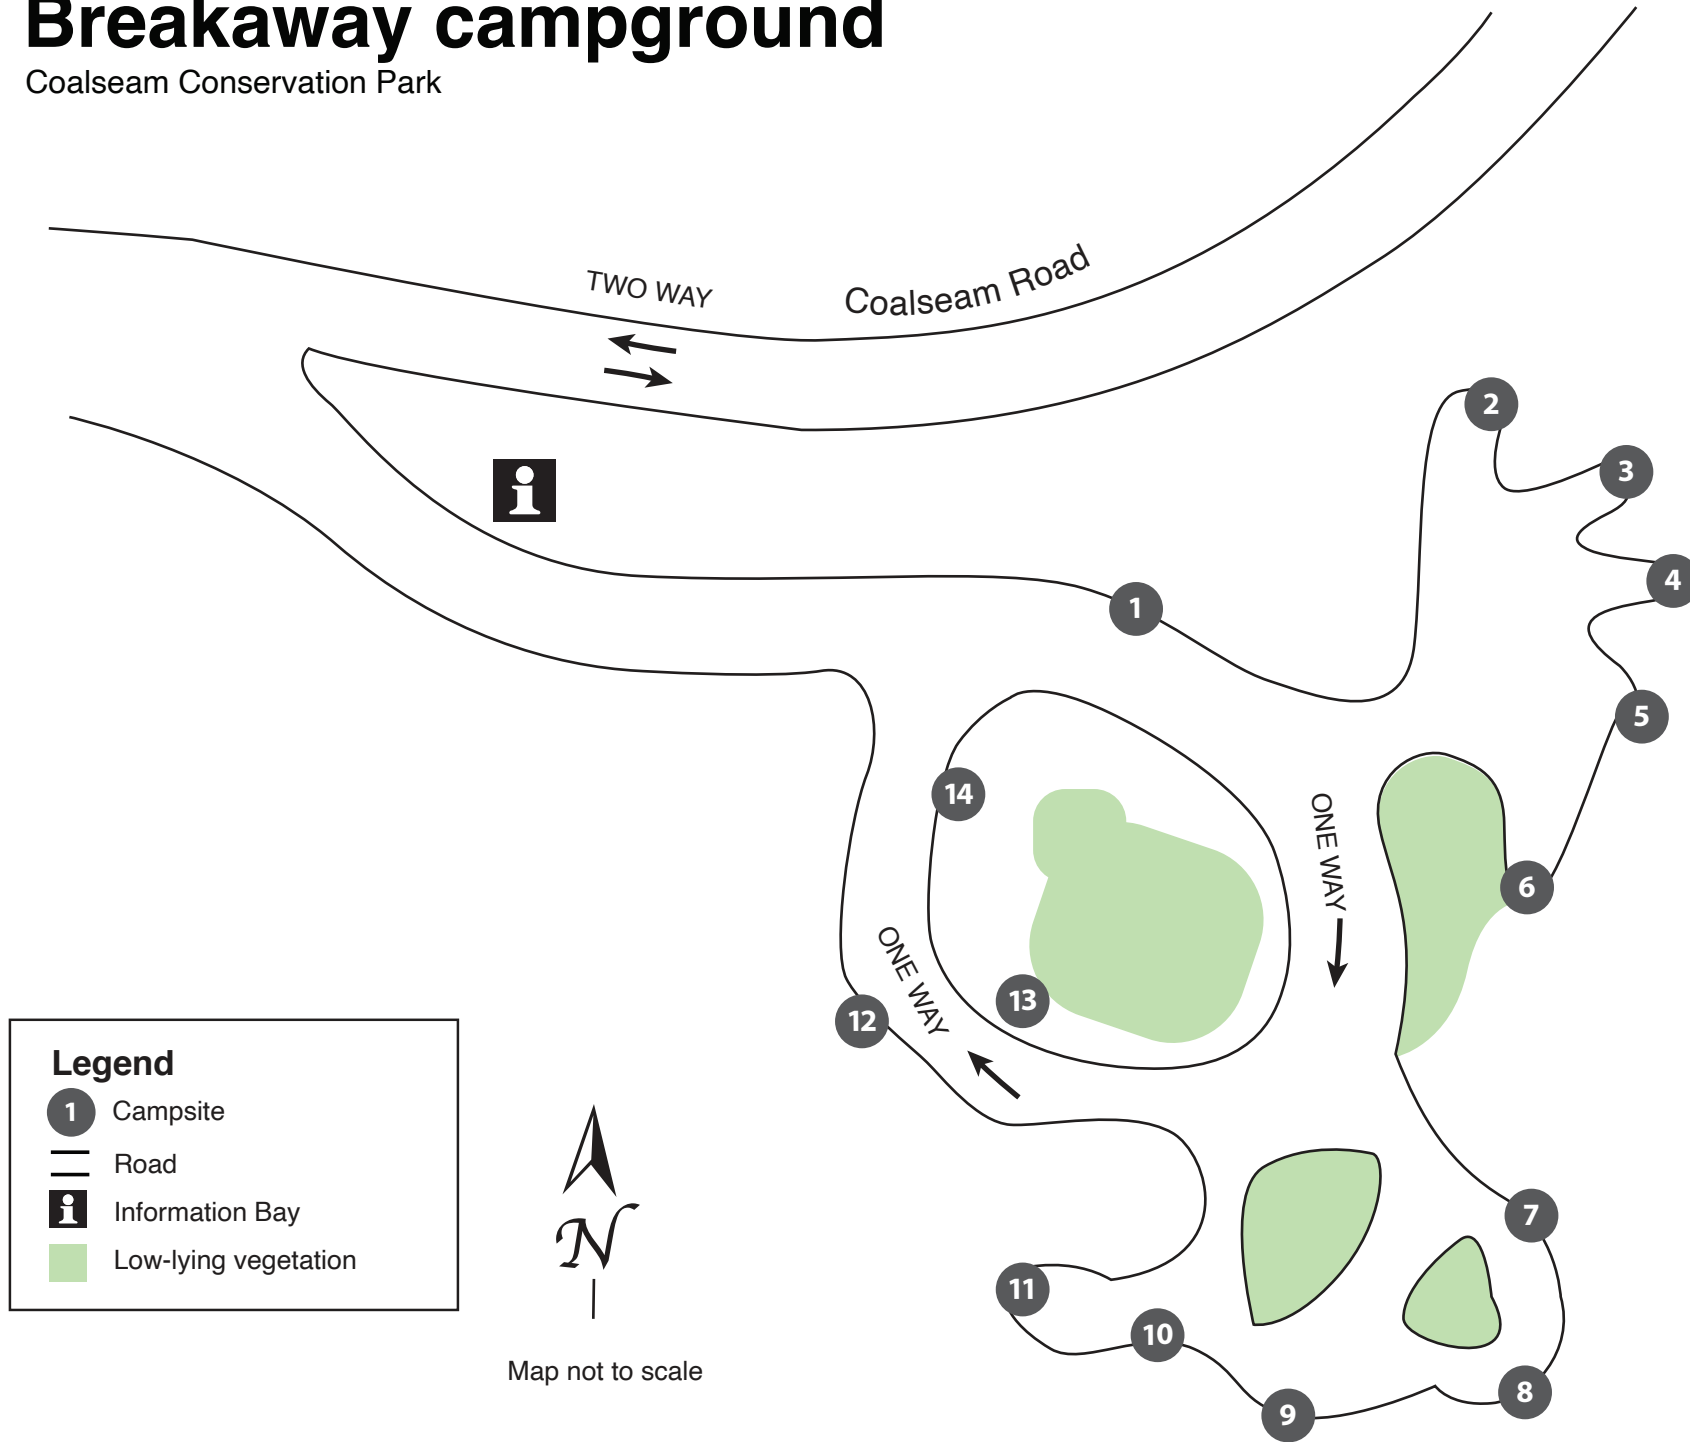 Breakaway campground
Coalseam Conservation Park
TWO WAY
Coalseam Road
2
3
4
1
5
14
ONE WAY
6
ONE WAY
13
12
Legend
1 Campsite
Road
i Information Bay
Low-lying vegetation
N
Map not to scale
7
11
10
8
9